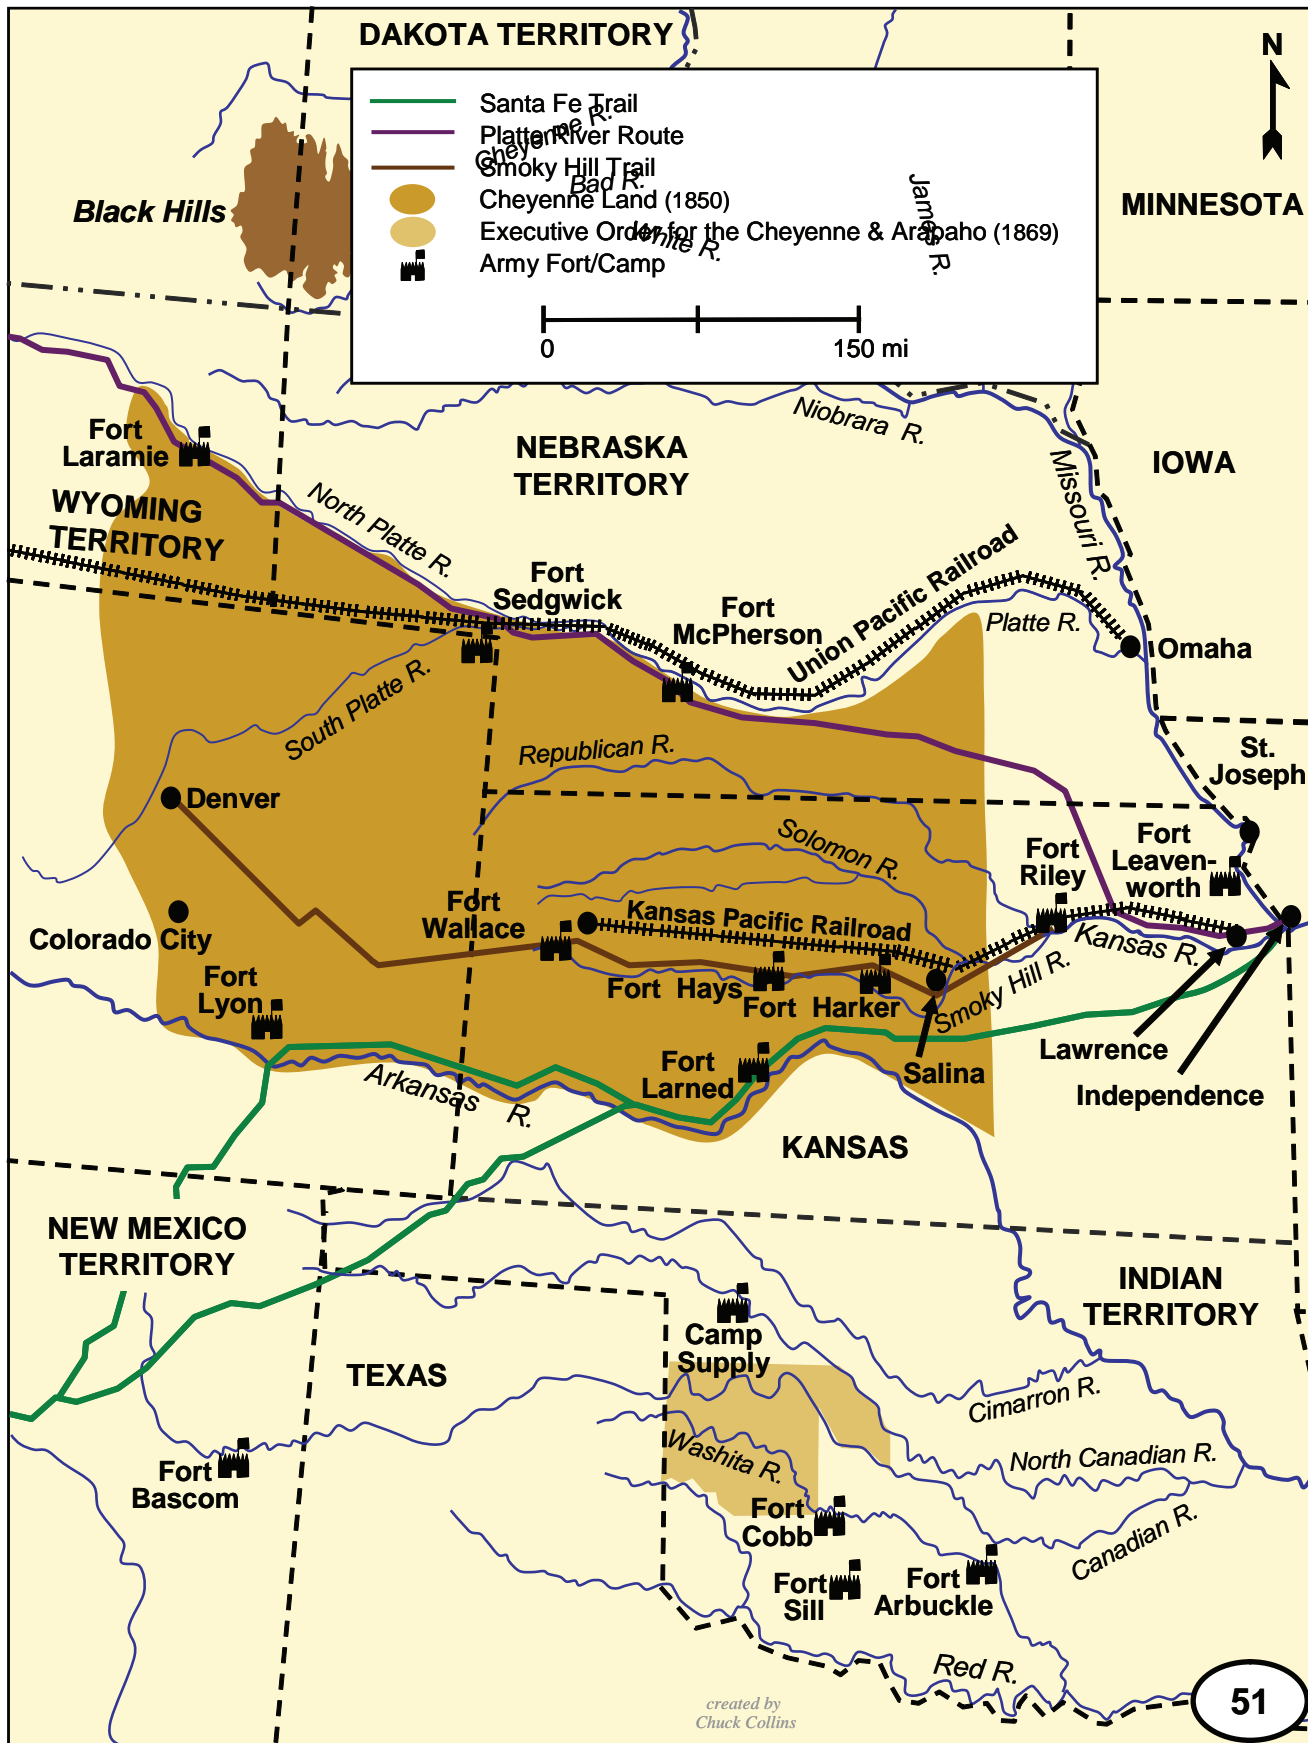 DAKOTA TERRITORY
N
Santa Fe Trail
Cheyenne R.
Platte River Route
Smoky Hill Trail
Bad R.
Cheyenne Land (1850)
James R.
White R.
Executive Order for the Cheyenne & Arapaho (1869)
Army Fort/Camp
0
150 mi
Black Hills
MINNESOTA
Niobrara R.
Fort
Laramie
NEBRASKA
TERRITORY
IOWA
Missouri R.
WYOMING
TERRITORY
North Platte R.
Fort
Sedgwick
Fort
McPherson
Union Pacific Railroad
Platte R.
Omaha
South Platte R.
Republican R.
St.
Joseph
Denver
Solomon R.
Fort
Riley
Fort
Leaven-
worth
Fort
Wallace
Kansas Pacific Railroad
Colorado City
Kansas R.
Fort
Lyon
Fort Hays
Fort Harker
Smoky Hill R.
Lawrence
Fort
Larned
Salina
Arkansas R.
Independence
KANSAS
NEW MEXICO
TERRITORY
INDIAN
TERRITORY
Camp
Supply
TEXAS
Cimarron R.
Washita R.
North Canadian R.
Fort
Bascom
Fort
Cobb
Canadian R.
Fort
Sill
Fort
Arbuckle
Red R.
created by
Chuck Collins
51